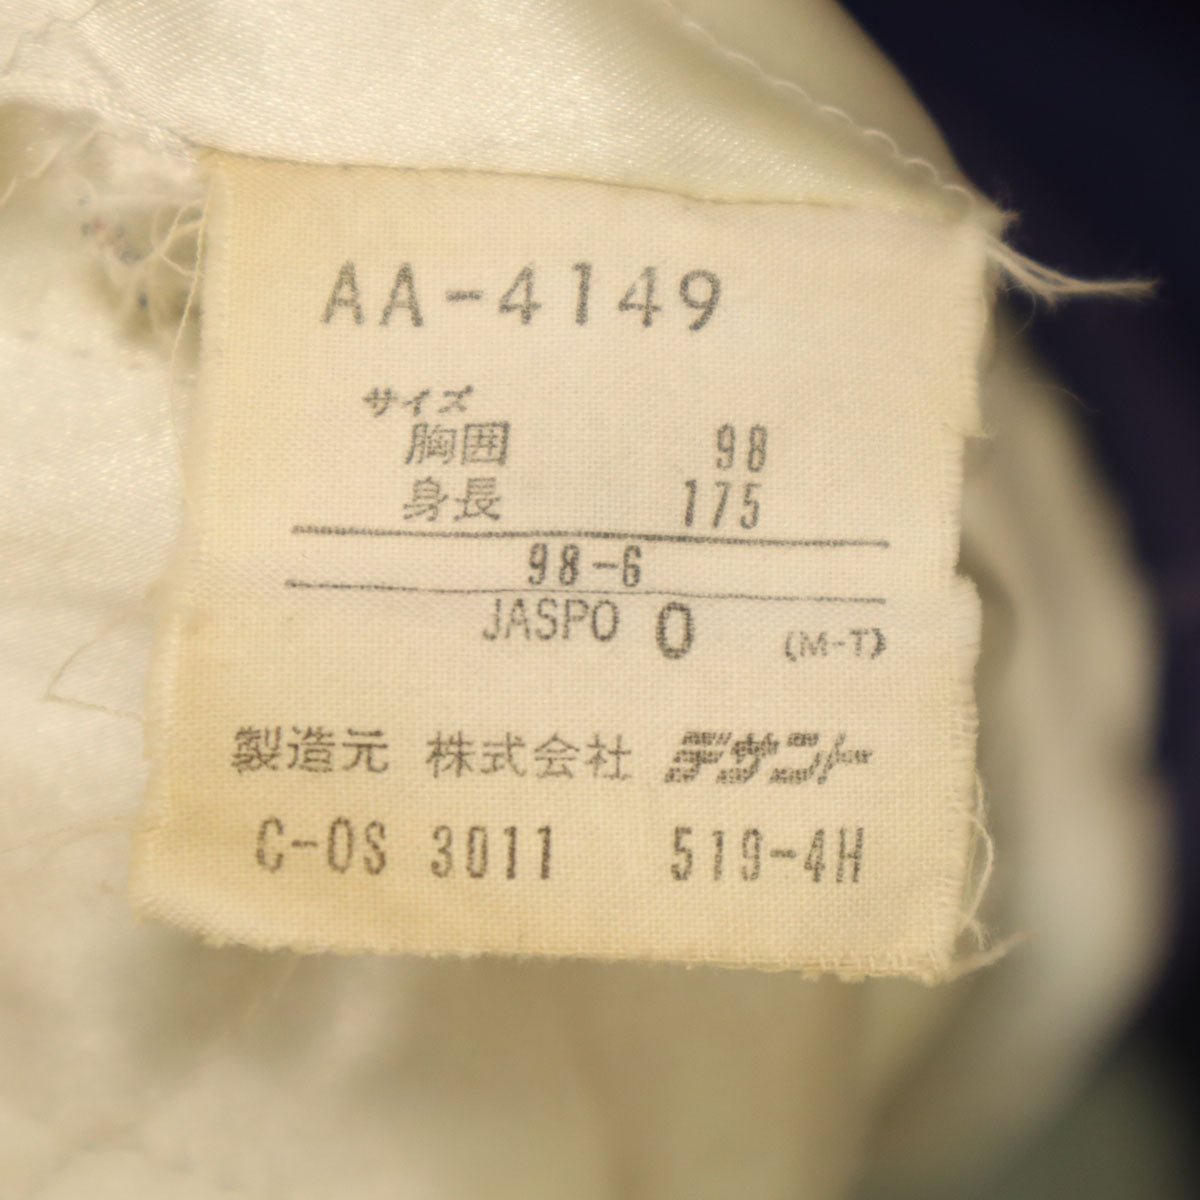 AA-4149
サイズ
胸囲 98
身長 175
98-6
JASPO O (M-T)
製造元 株式会社 デサント
C-OS 3011 519-4H